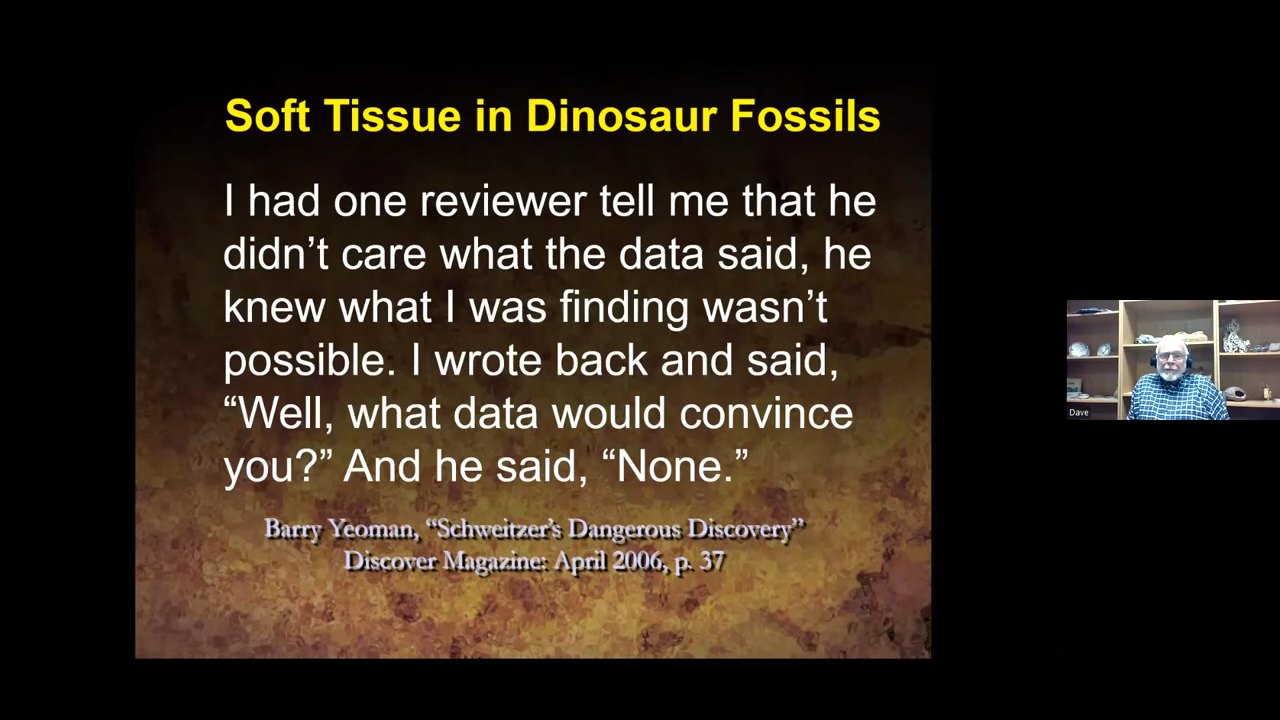 Soft Tissue in Dinosaur Fossils
I had one reviewer tell me that he
didn’t care what the data said, he
knew what I was finding wasn’t
possible. I wrote back and said,
“Well, what data would convince
you?” And he said, “None.”
Barry Yeoman, “Schweitzer’s Dangerous Discovery”
Discover Magazine: April 2006, p. 37
Dave